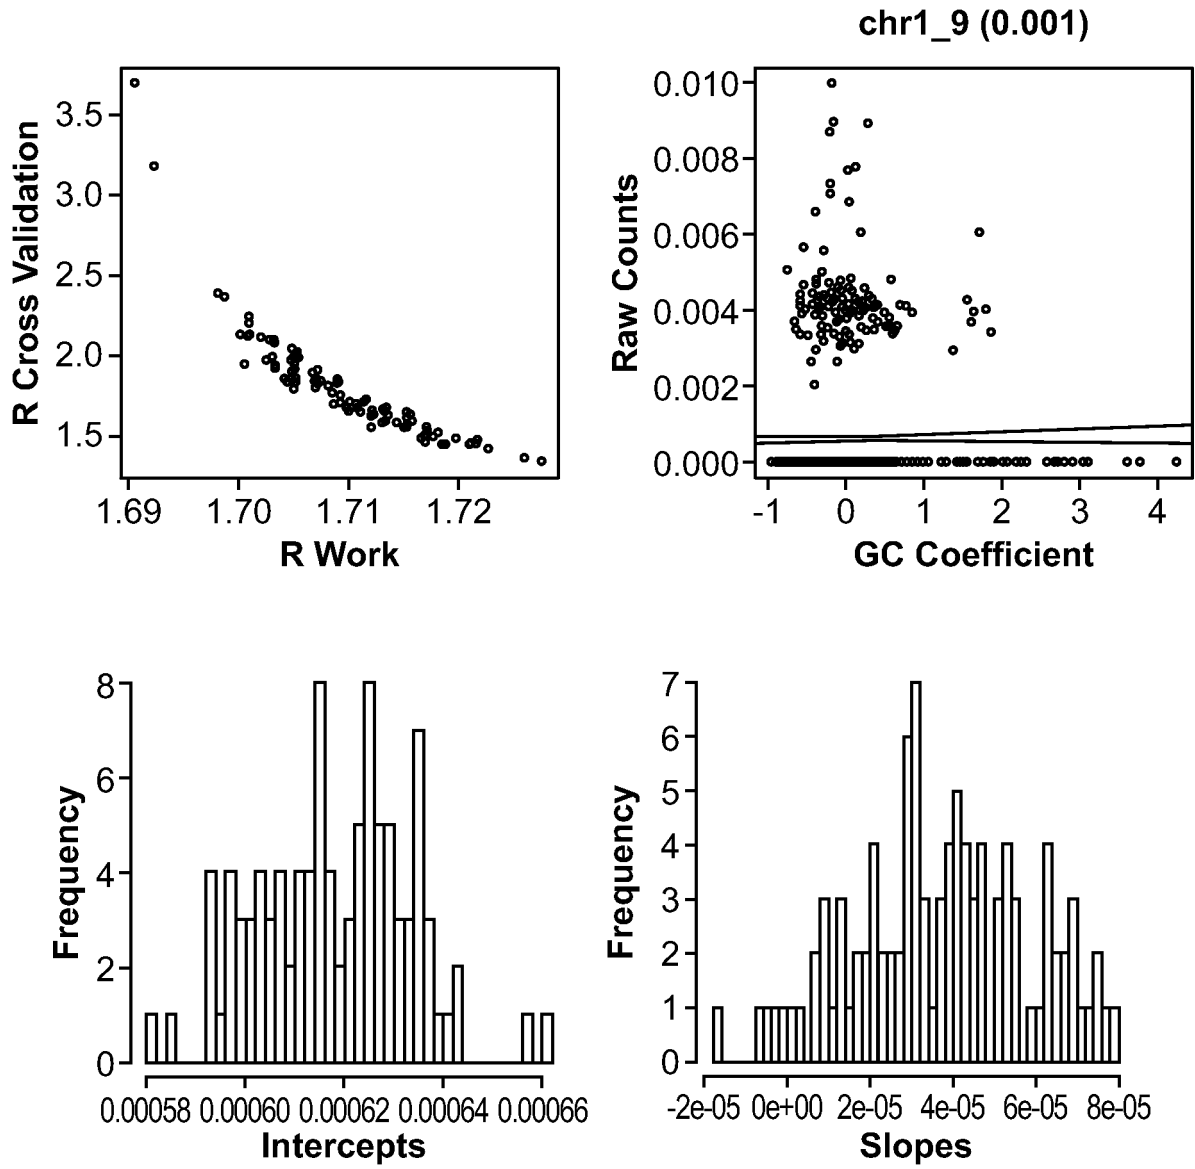 chr1_9 (0.001)
R Cross Validation
3.5
3.0
2.5
2.0
1.5
1.69 1.70 1.71 1.72
R Work
Raw Counts
0.010
0.008
0.006
0.004
0.002
0.000
-1 0 1 2 3 4
GC Coefficient
Frequency
8
6
4
2
0
0.00058 0.00060 0.00062 0.00064 0.00066
Intercepts
Frequency
7
6
5
4
3
2
1
0
-2e-05 0e+00 2e-05 4e-05 6e-05 8e-05
Slopes